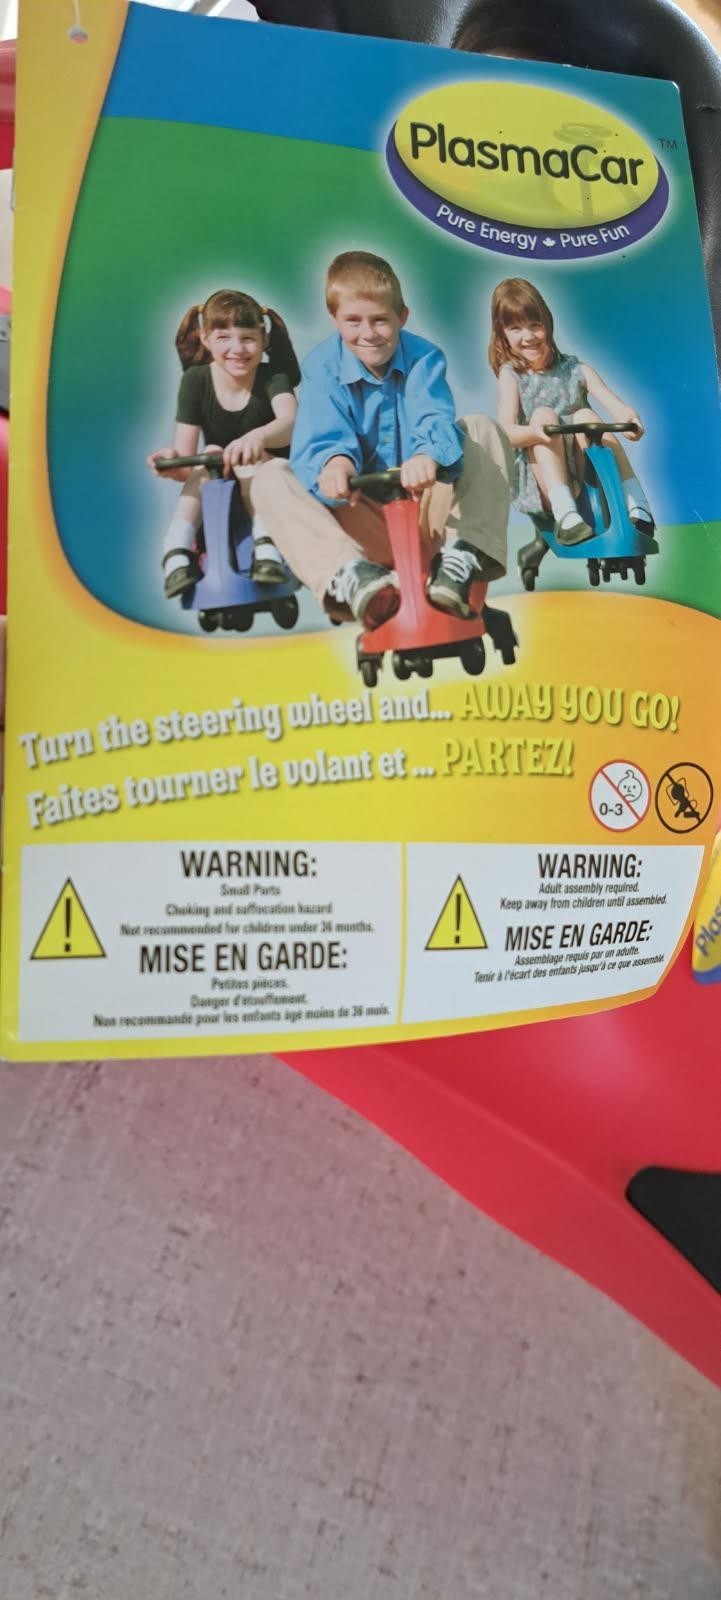 PlasmaCar
TM
Pure Energy Pure Fun
Turn the steering wheel and... AWAY YOU GO!
Faites tourner le volant et ... PARTEZ!
0-3
WARNING:
Small Parts
Choking and suffocation hazard
Not recommended for children under 36 months.
MISE EN GARDE:
Petites pièces.
Danger d'étouffement.
Non recommandé pour les enfants âgé moins de 36 mois.
WARNING:
Adult assembly required.
Keep away from children until assembled.
MISE EN GARDE:
Assemblage requis par un adulte.
Tenir à l'écart des enfants jusqu'à ce que assemblé.
Plas